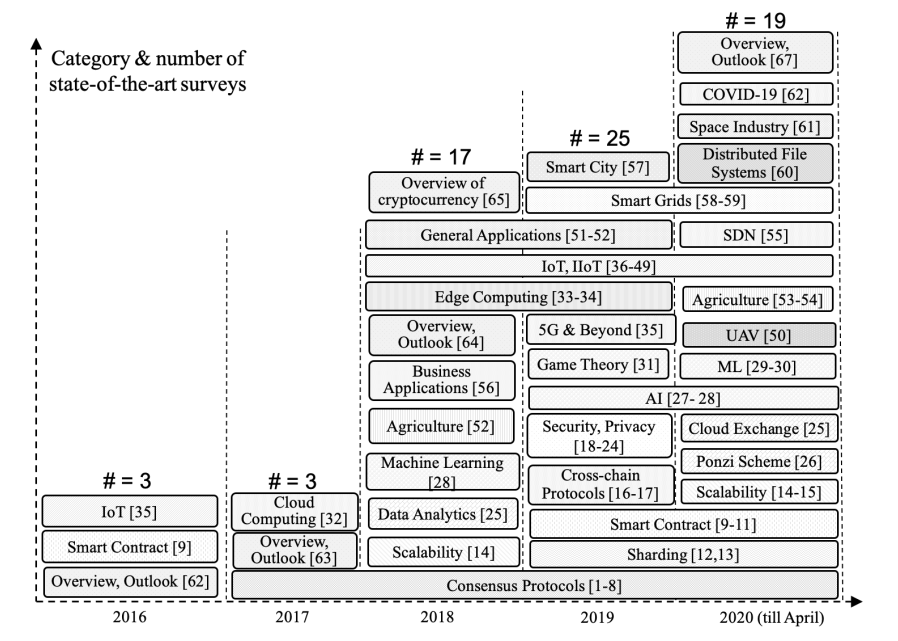 # = 19
Category & number of
state-of-the-art surveys
Overview,
Outlook [67]
COVID-19 [62]
Space Industry [61]
# = 25
Distributed File
Systems [60]
# = 17
Smart City [57]
Overview of
cryptocurrency [65]
Smart Grids [58-59]
General Applications [51-52]
SDN [55]
IoT, IIoT [36-49]
Edge Computing [33-34]
Agriculture [53-54]
Overview,
Outlook [64]
5G & Beyond [35]
UAV [50]
Game Theory [31]
ML [29-30]
Business
Applications [56]
AI [27- 28]
Agriculture [52]
Security, Privacy
[18-24]
Cloud Exchange [25]
Machine Learning
[28]
Ponzi Scheme [26]
# = 3
# = 3
Cross-chain
Protocols [16-17]
Scalability [14-15]
IoT [35]
Cloud
Computing [32]
Data Analytics [25]
Smart Contract [9-11]
Smart Contract [9]
Overview,
Outlook [63]
Scalability [14]
Sharding [12,13]
Overview, Outlook [62]
Consensus Protocols [1-8]
2016
2017
2018
2019
2020 (till April)